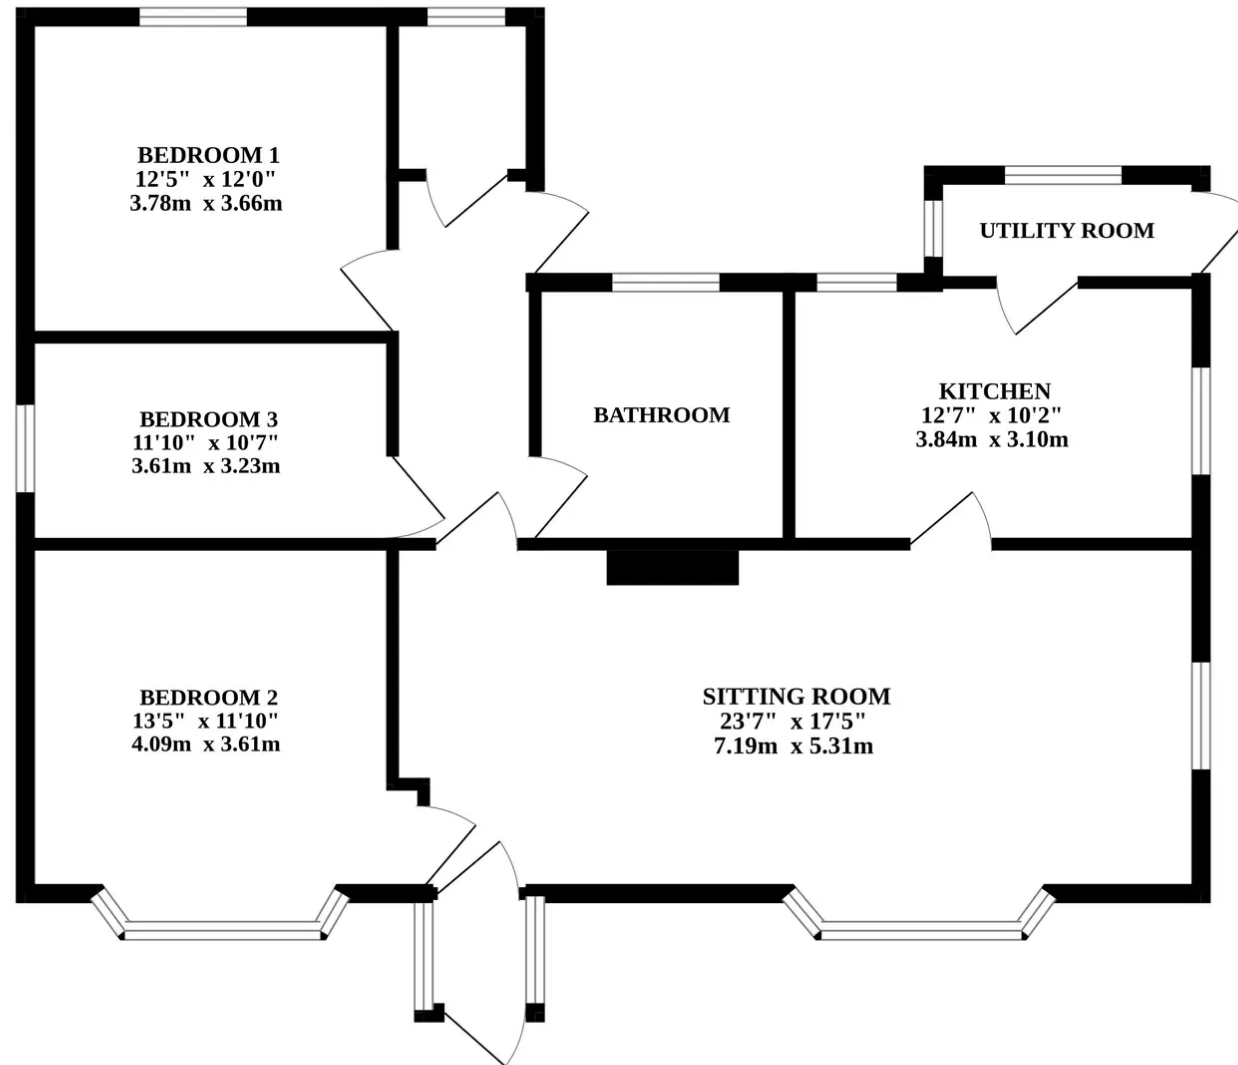 BEDROOM 1
12'5" x 12'0"
3.78m x 3.66m
UTILITY ROOM
KITCHEN
12'7" x 10'2"
3.84m x 3.10m
BATHROOM
BEDROOM 3
11'10" x 10'7"
3.61m x 3.23m
BEDROOM 2
13'5" x 11'10"
4.09m x 3.61m
SITTING ROOM
23'7" x 17'5"
7.19m x 5.31m